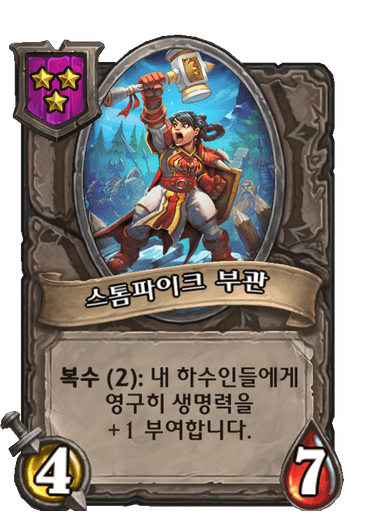 스톰파이크 부관
복수 (2): 내 하수인들에게
영구히 생명력을
+1 부여합니다.
4
7